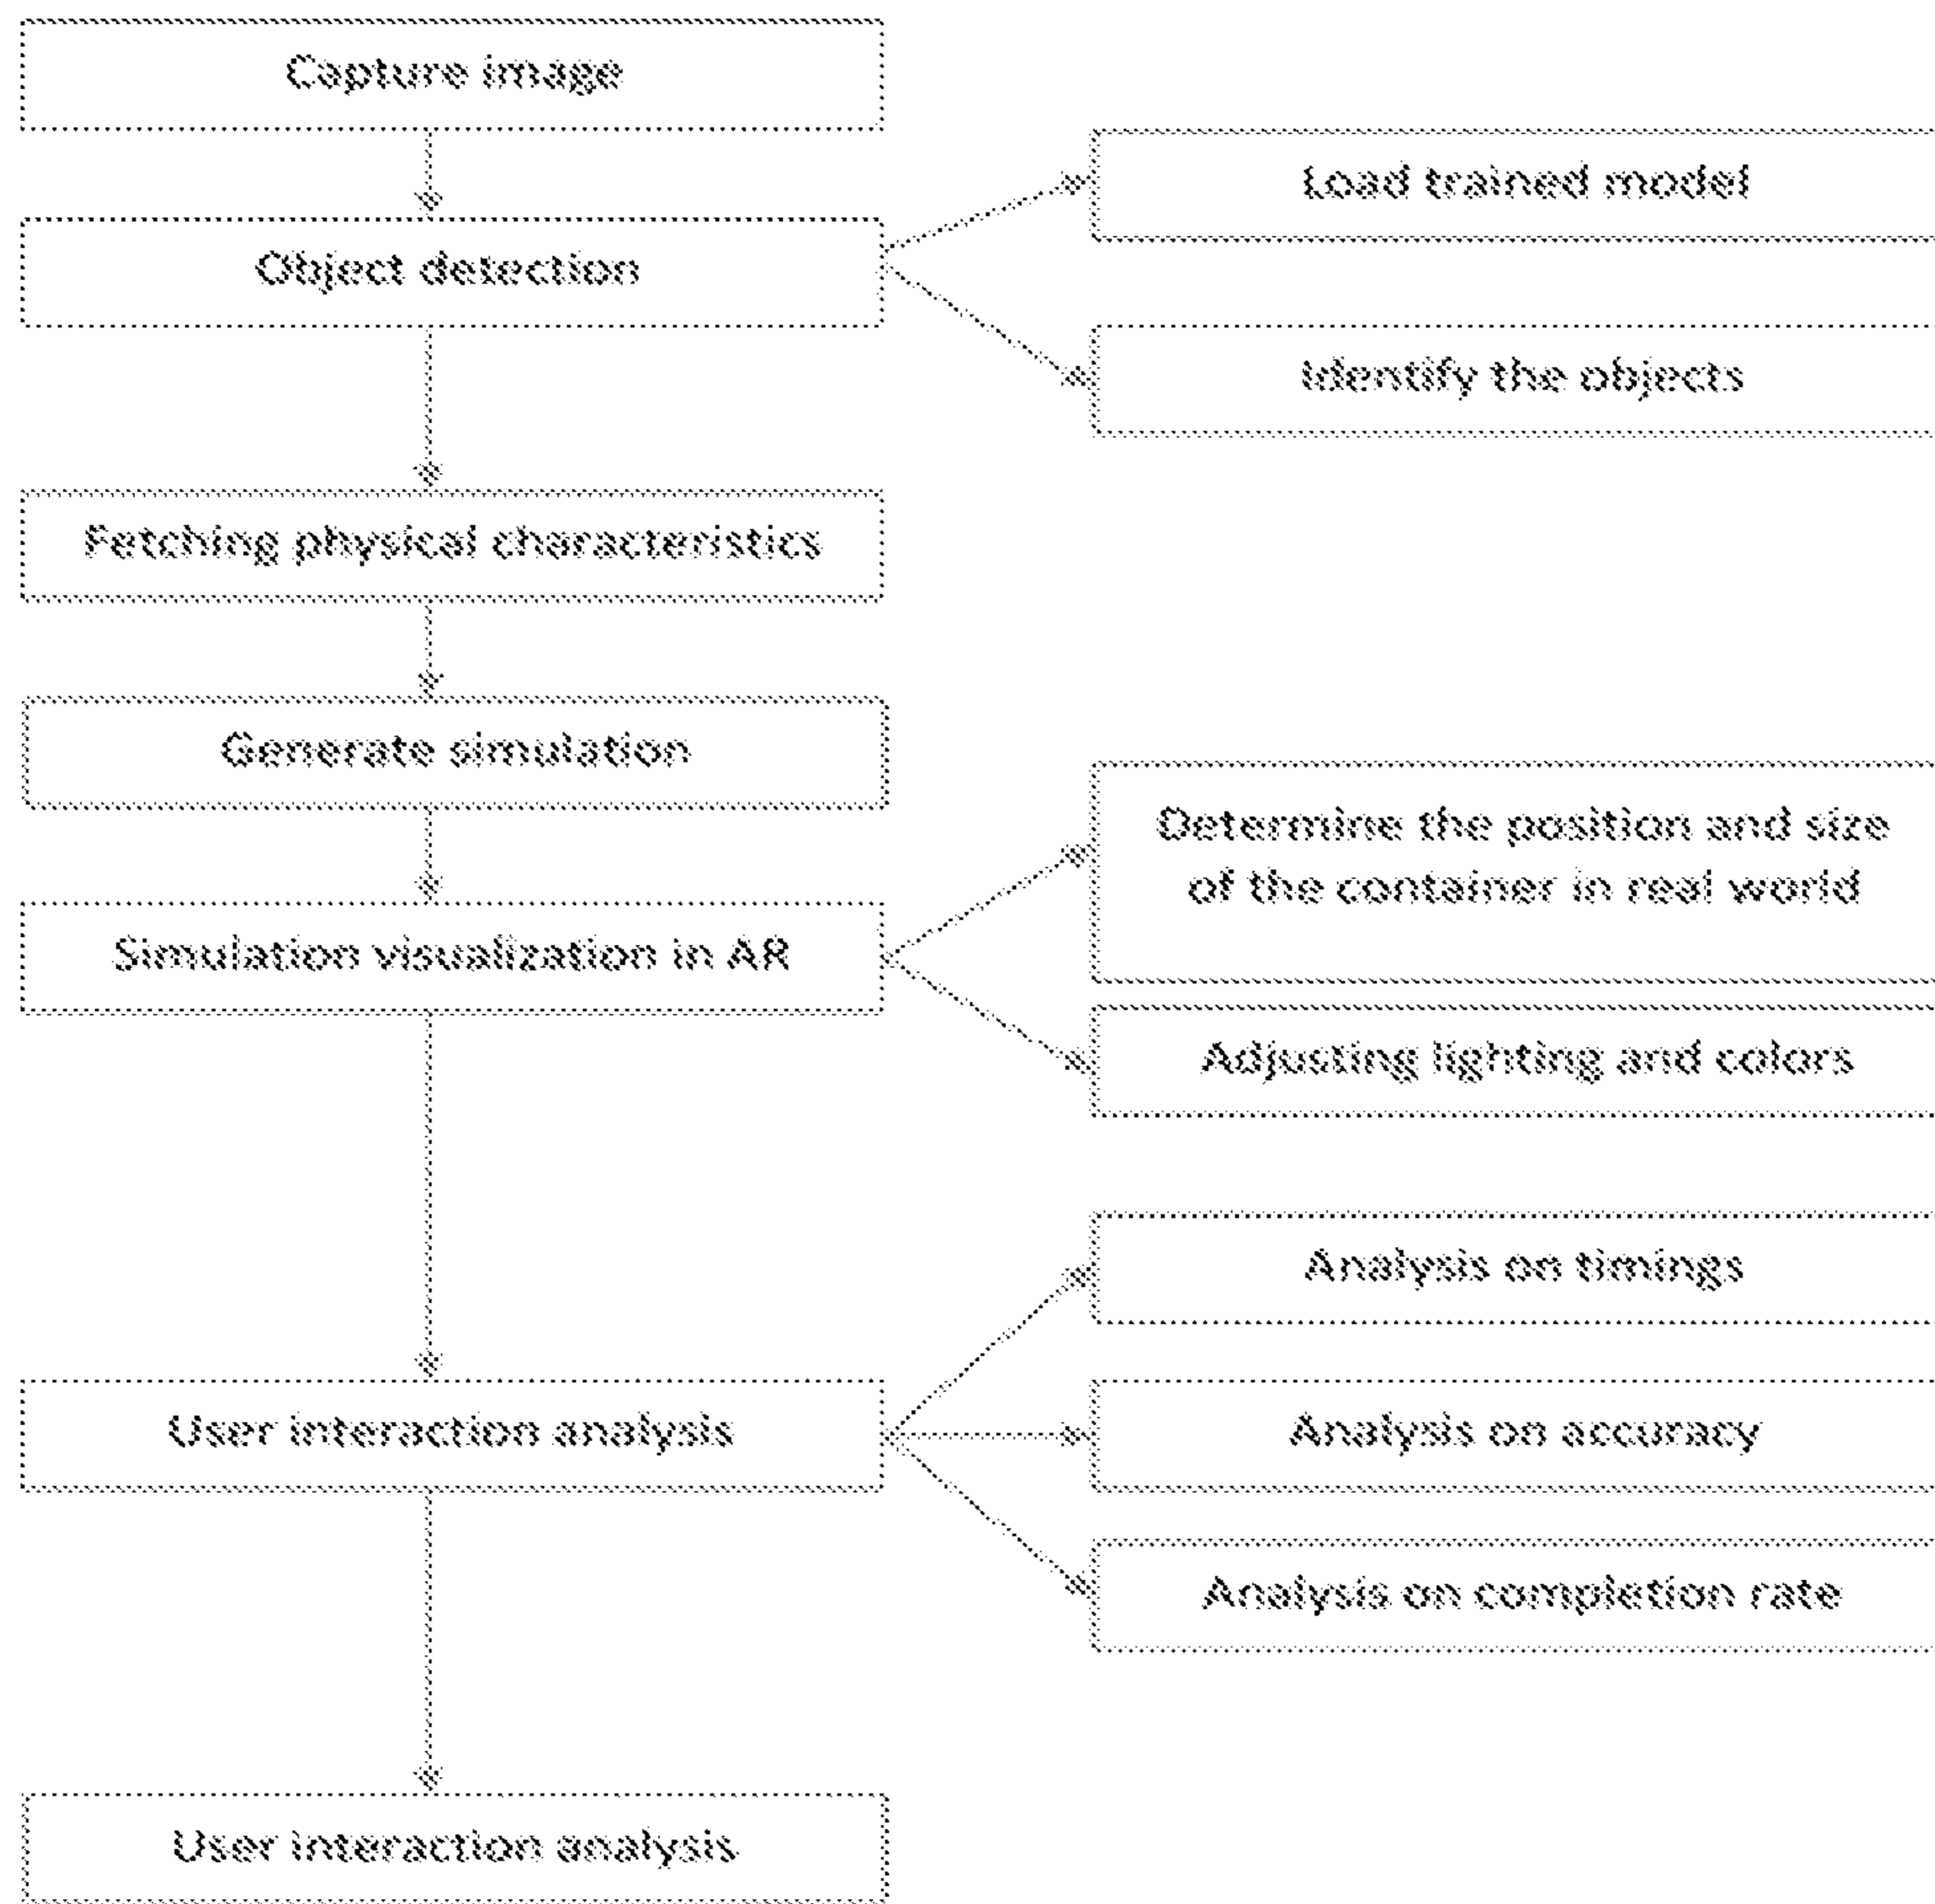 Capture image
Load trained model
Object detection
Identify the objects
Fetching physical characteristics
Generate simulation
Determine the position and size
of the container in real world
Simulation visualization in AR
Adjusting lighting and colors
Analysis on timings
User interaction analysis
Analysis on accuracy
Analysis on completion rate
User interaction analysis